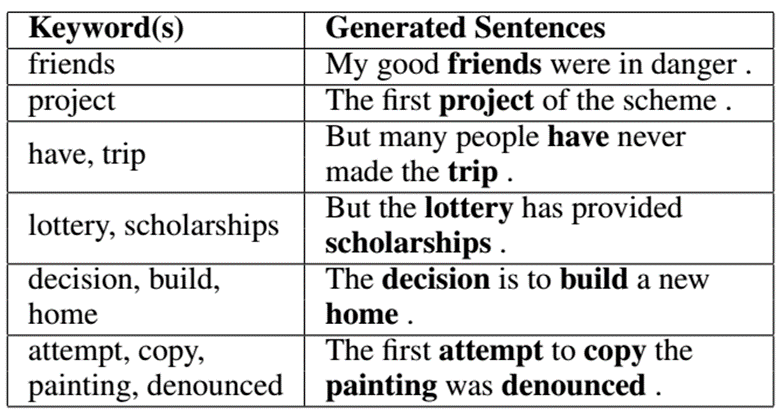 Keyword(s) Generated Sentences
friends My good friends were in danger .
project The first project of the scheme .
have, trip But many people have never
made the trip .
lottery, scholarships But the lottery has provided
scholarships .
decision, build, The decision is to build a new
home home .
attempt, copy, The first attempt to copy the
painting, denounced painting was denounced .